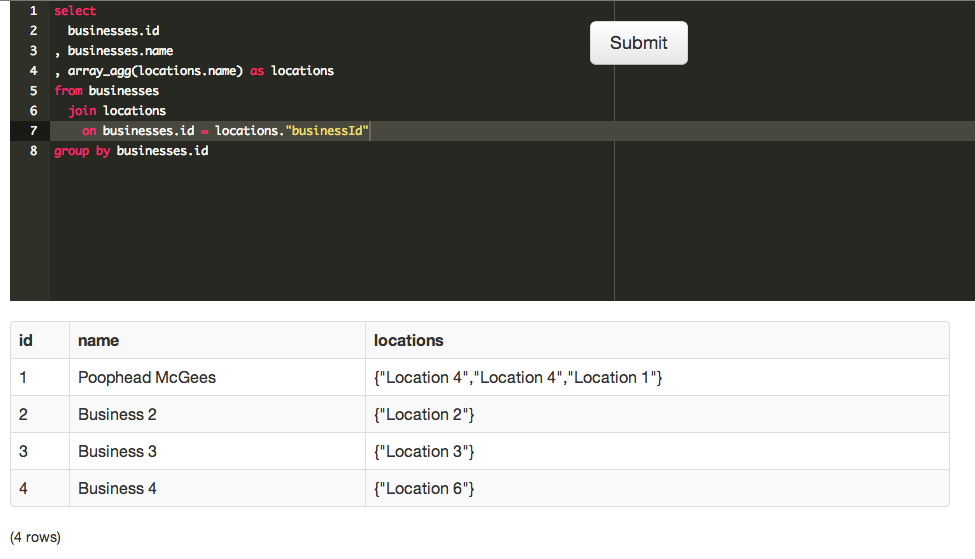 1 select
2 businesses.id
3 , businesses.name
4 , array_agg(locations.name) as locations
5 from businesses
6 join locations
7 on businesses.id = locations."businessId"
8 group by businesses.id
Submit
id name locations
1 Poophead McGees {"Location 4","Location 4","Location 1"}
2 Business 2 {"Location 2"}
3 Business 3 {"Location 3"}
4 Business 4 {"Location 6"}
(4 rows)